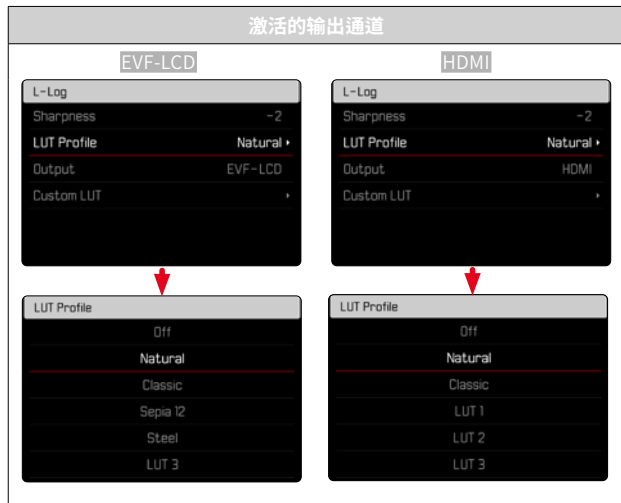 激活的输出通道
EVF-LCD
L-Log
Sharpness -2
LUT Profile Natural
Output EVF-LCD
Custom LUT
LUT Profile
Off
Natural
Classic
Sepia 12
Steel
LUT 3
HDMI
L-Log
Sharpness -2
LUT Profile Natural
Output HDMI
Custom LUT
LUT Profile
Off
Natural
Classic
LUT 1
LUT 2
LUT 3